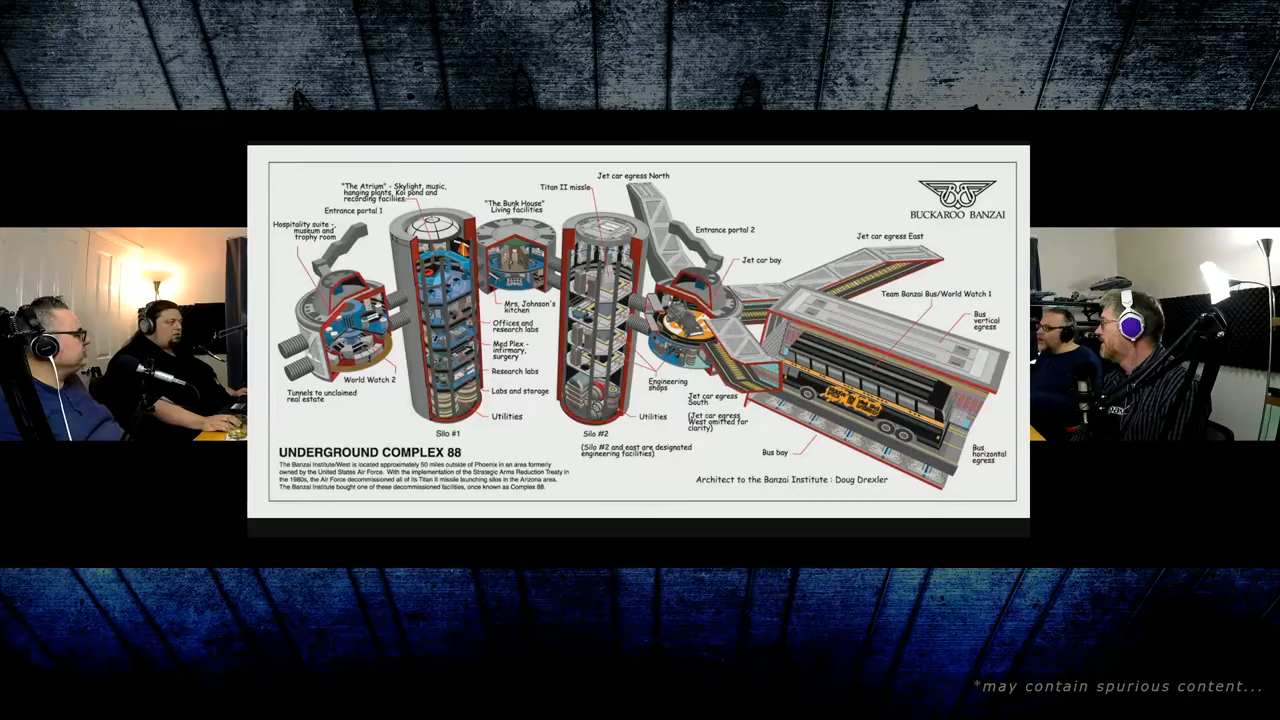 Jet car egress North
"The Atrium" - Skylight, music,
hanging plants, Koi pond and
recording faciliies.
Titan II missle
BUCKAROO BANZAI
Entrance portal 1
"The Bunk House"
Living facilities
Hospitality suite -,
museum and
trophy room
Entrance portal 2
Jet car egress East
Jet car bay
Team Banzai Bus/World Watch 1
Mrs. Johnson's
kitchen
Bus
vertical
egress
Offices and
research labs
Med Plex -
infirmary,
surgery
Research labs
World Watch 2
Engineering
shops
Labs and storage
Tunnels to unclaimed
real estate
Jet car egress
South
(Jet car egress
West omitted for
clarity)
Utilities
Utilities
Silo #1
Silo #2
(Silo #2 and east are designated
engineering facilities)
Bus bay
Bus
horizontal
egress
UNDERGROUND COMPLEX 88
The Banzai Institute/West is located approximately 50 miles outside of Phoenix in an area formerly
owned by the United States Air Force. With the implementation of the Strategic Arms Reduction Treaty in
the 1980s, the Air Force decommissioned all of its Titan II missile launching silos in the Arizona area.
The Banzai Institute bought one of these decommissioned facilities, once known as Complex 88.
Architect to the Banzai Institute : Doug Drexler
*may contain spurious content...